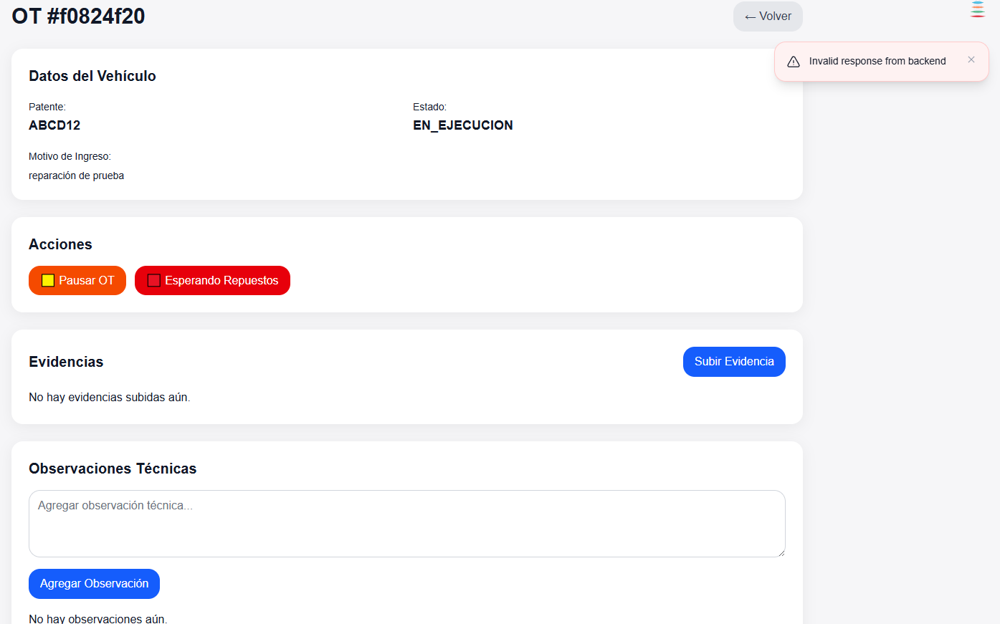 OT #f0824f20
← Volver
Invalid response from backend
Datos del Vehículo
Patente:
Estado:
ABCD12
EN_EJECUCION
Motivo de Ingreso:
reparación de prueba
Acciones
Pausar OT
Esperando Repuestos
Evidencias
Subir Evidencia
No hay evidencias subidas aún.
Observaciones Técnicas
Agregar observación técnica...
Agregar Observación
No hay observaciones aún.